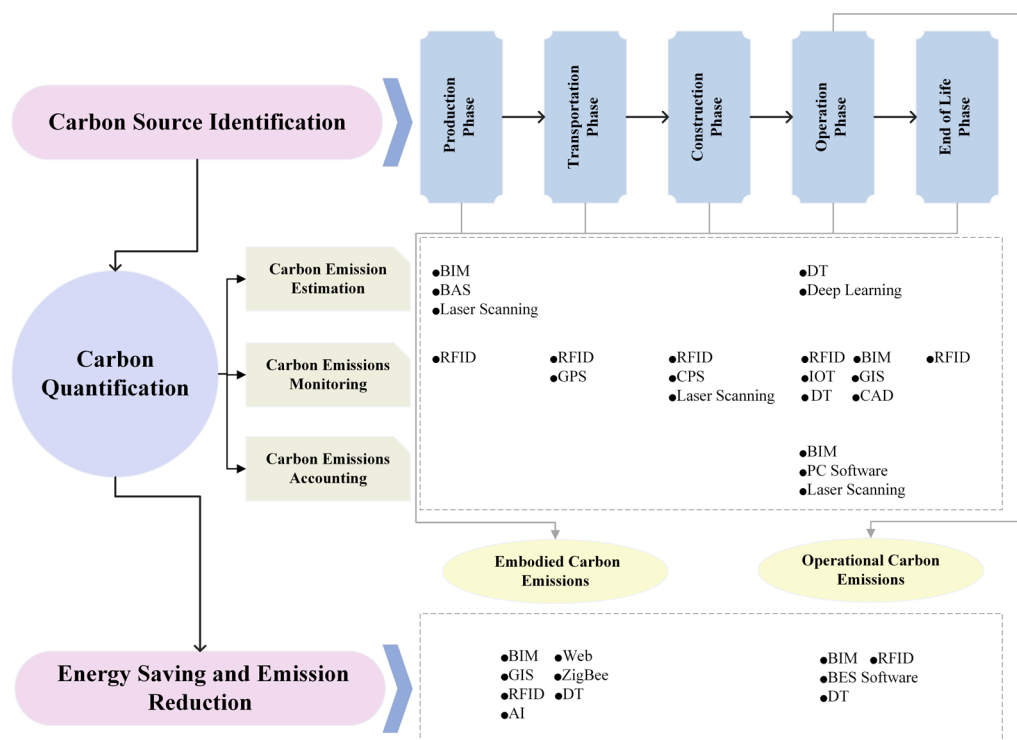 Carbon Source Identification
Production
Phase
Transportation
Phase
Construction
Phase
Operation
Phase
End of Life
Phase
Carbon
Quantification
Carbon Emission
Estimation
●BIM
●BAS
●Laser Scanning
●DT
●Deep Learning
Carbon Emissions
Monitoring
●RFID
●RFID
●GPS
●RFID
●CPS
●Laser Scanning
●RFID ●BIM
●IOT ●GIS
●DT ●CAD
●RFID
Carbon Emissions
Accounting
●BIM
●PC Software
●Laser Scanning
Embodied Carbon
Emissions
Operational Carbon
Emissions
Energy Saving and Emission
Reduction
●BIM ●Web
●GIS ●ZigBee
●RFID ●DT
●AI
●BIM ●RFID
●BES Software
●DT